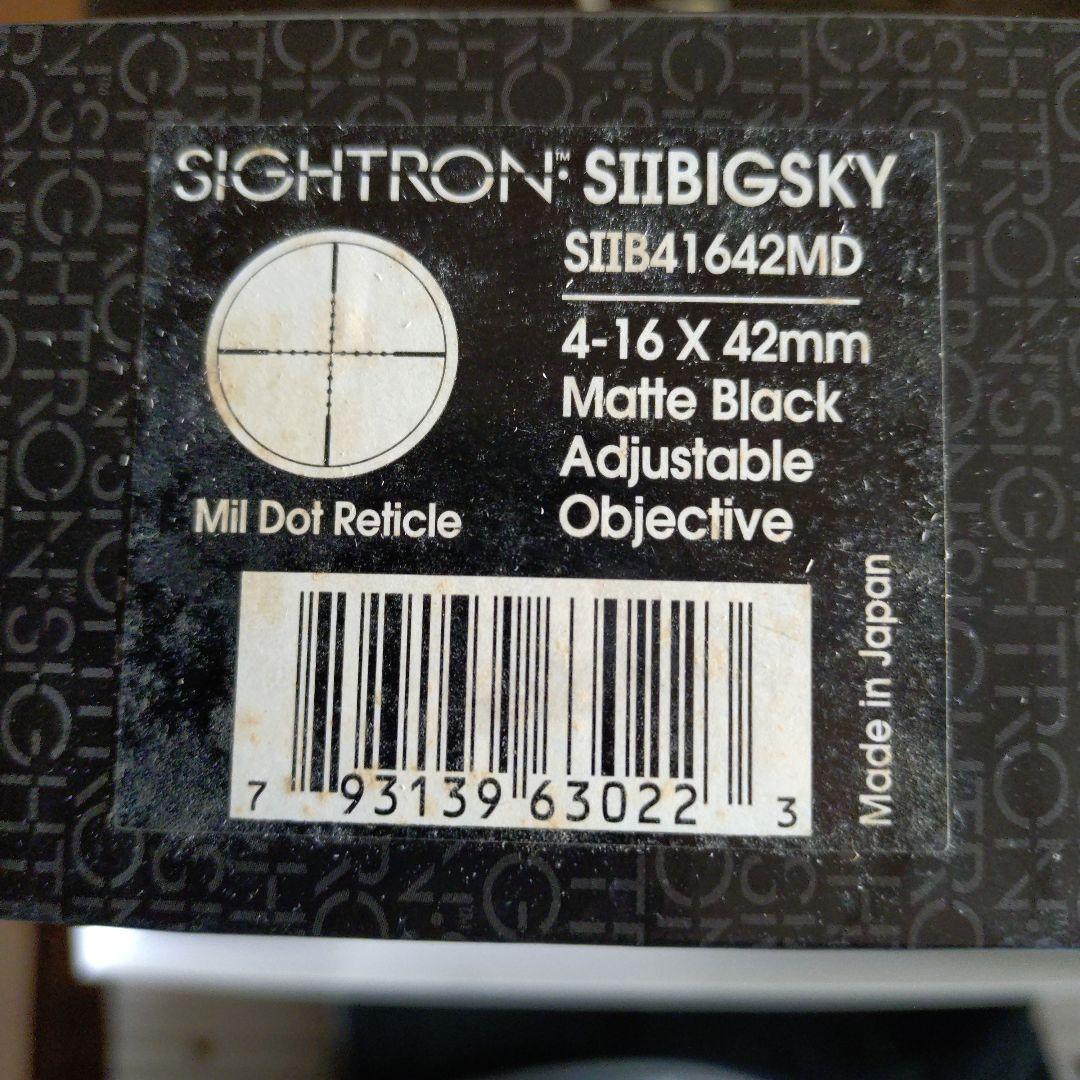 SIGHTRON™ SIIBIGSKY
SIIB41642MD
4-16 X 42mm
Matte Black
Adjustable
Objective
Mil Dot Reticle
7 93139 63022 3
Made in Japan